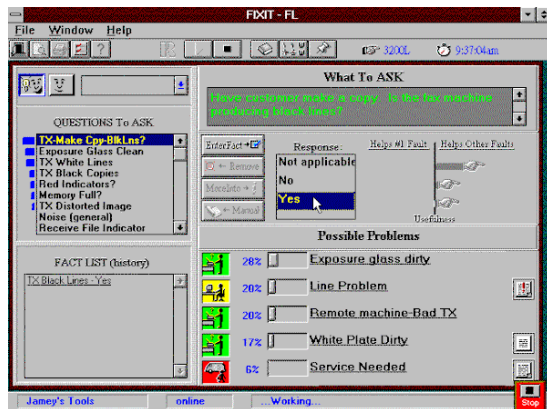 FIXIT - FL
File Window Help
3200L 9:37:04am
What To ASK
Have customer make a copy. Is the fax machine
producing black lines?
QUESTIONS To ASK
TX-Make Cpy-BlkLns?
Exposure Glass Clean
TX White Lines
TX Black Copies
Red Indicators?
Memory Full?
TX Distorted Image
Noise (general)
Receive File Indicator
EnterFact
Remove
MoreInfo
Manual
Response:
Not applicable
No
Yes
Helps #1 Fault
Helps Other Faults
Usefulness
FACT LIST (history)
TX Black Lines - Yes
Possible Problems
28% Exposure glass dirty
20% Line Problem
20% Remote machine-Bad TX
17% White Plate Dirty
6% Service Needed
Jamey's Tools online ...Working...
Stop